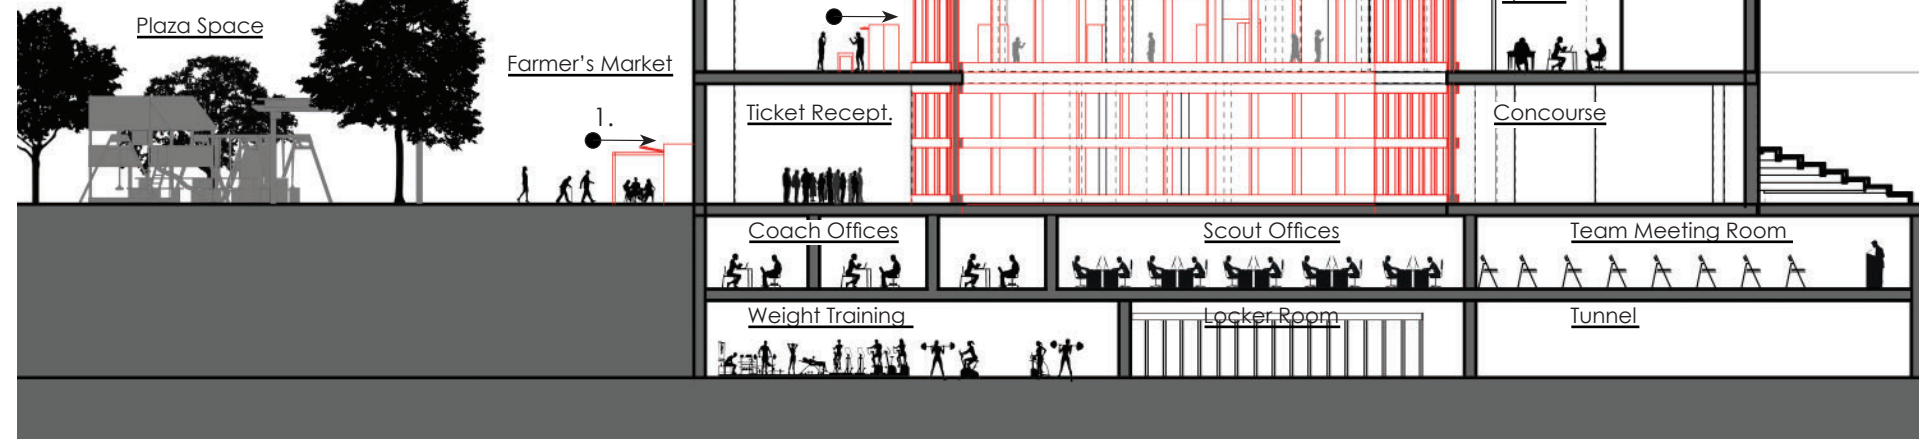 Plaza Space
Farmer's Market
1.
Ticket Recept.
Concourse
Coach Offices
Scout Offices
Team Meeting Room
Weight Training
Locker Room
Tunnel